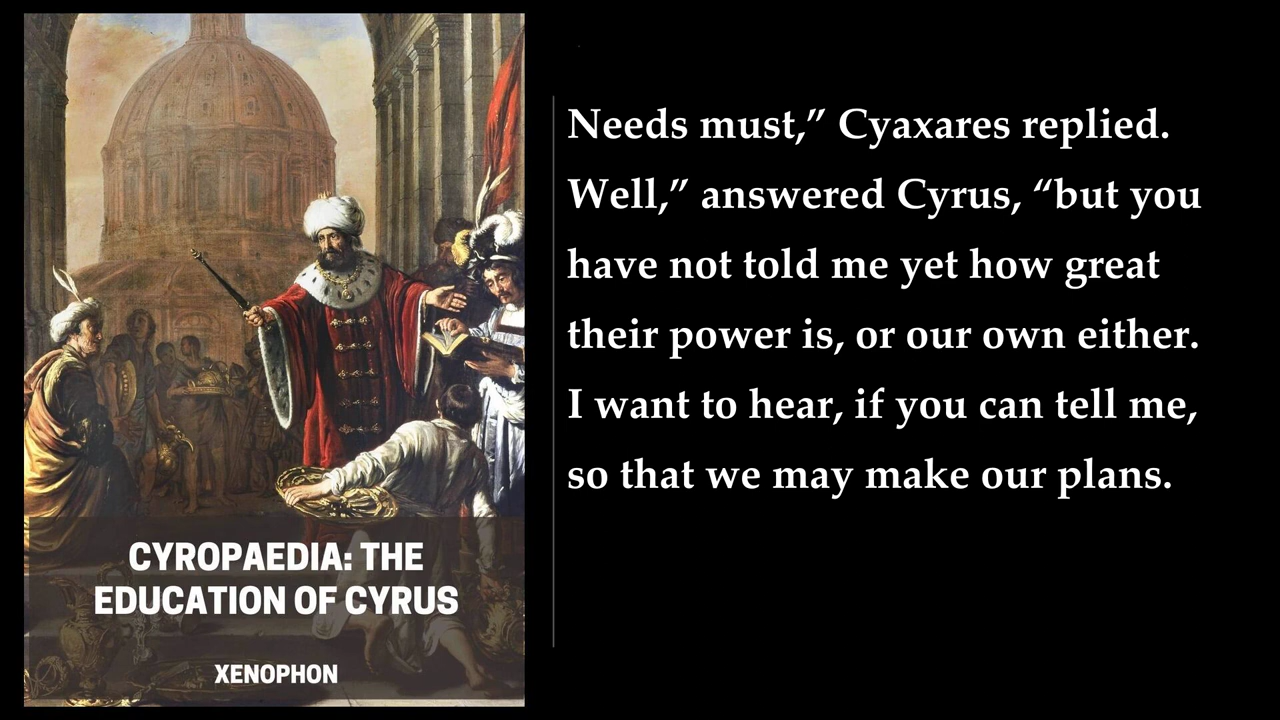 CYROPAEDIA: THE
EDUCATION OF CYRUS
XENOPHON
Needs must,” Cyaxares replied.
Well,” answered Cyrus, “but you
have not told me yet how great
their power is, or our own either.
I want to hear, if you can tell me,
so that we may make our plans.